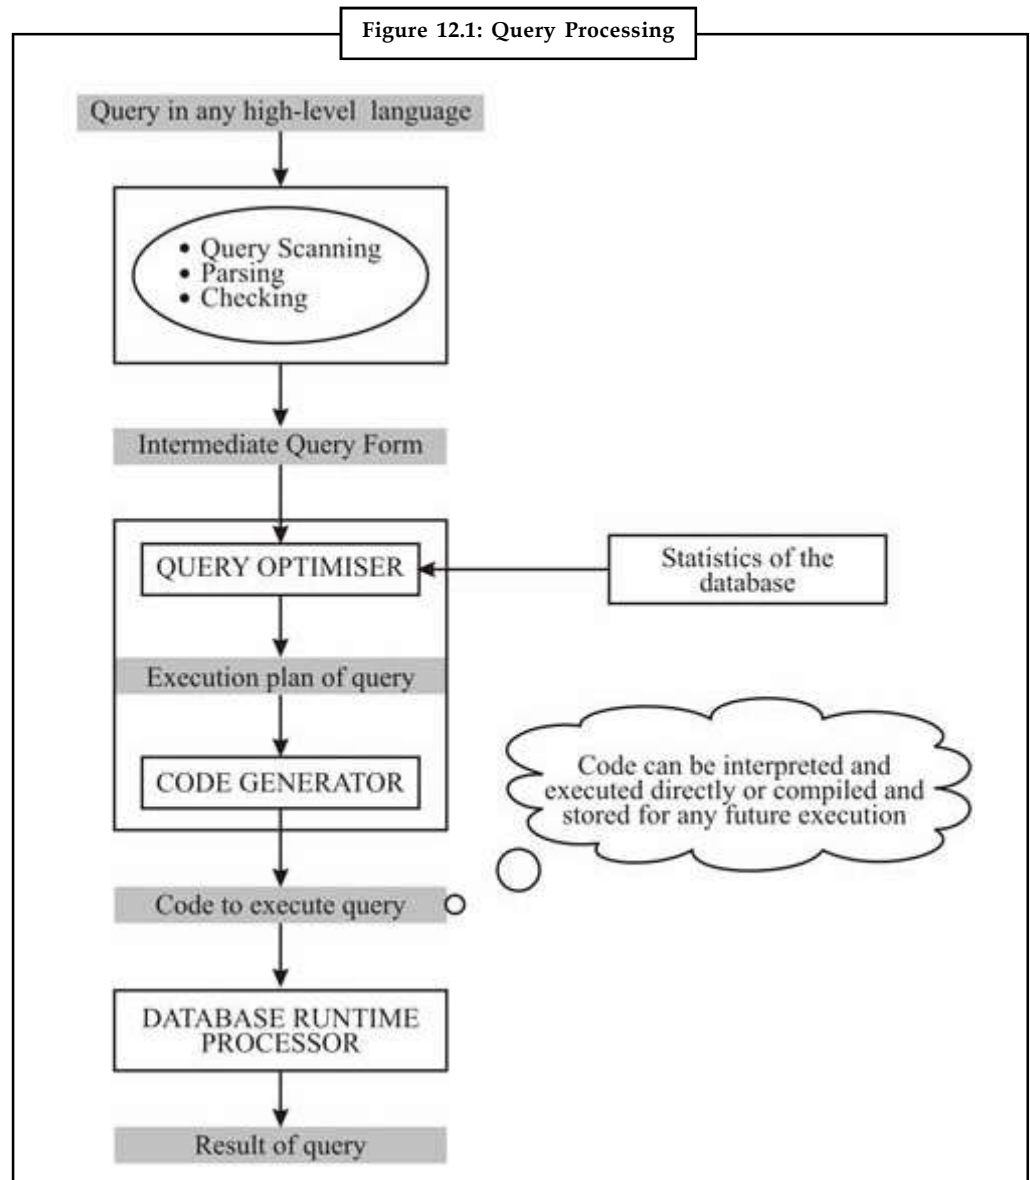 Figure 12.1: Query Processing
Query in any high-level language
• Query Scanning
• Parsing
• Checking
Intermediate Query Form
QUERY OPTIMISER
Statistics of the
database
Execution plan of query
CODE GENERATOR
Code can be interpreted and
executed directly or compiled and
stored for any future execution
Code to execute query
DATABASE RUNTIME
PROCESSOR
Result of query